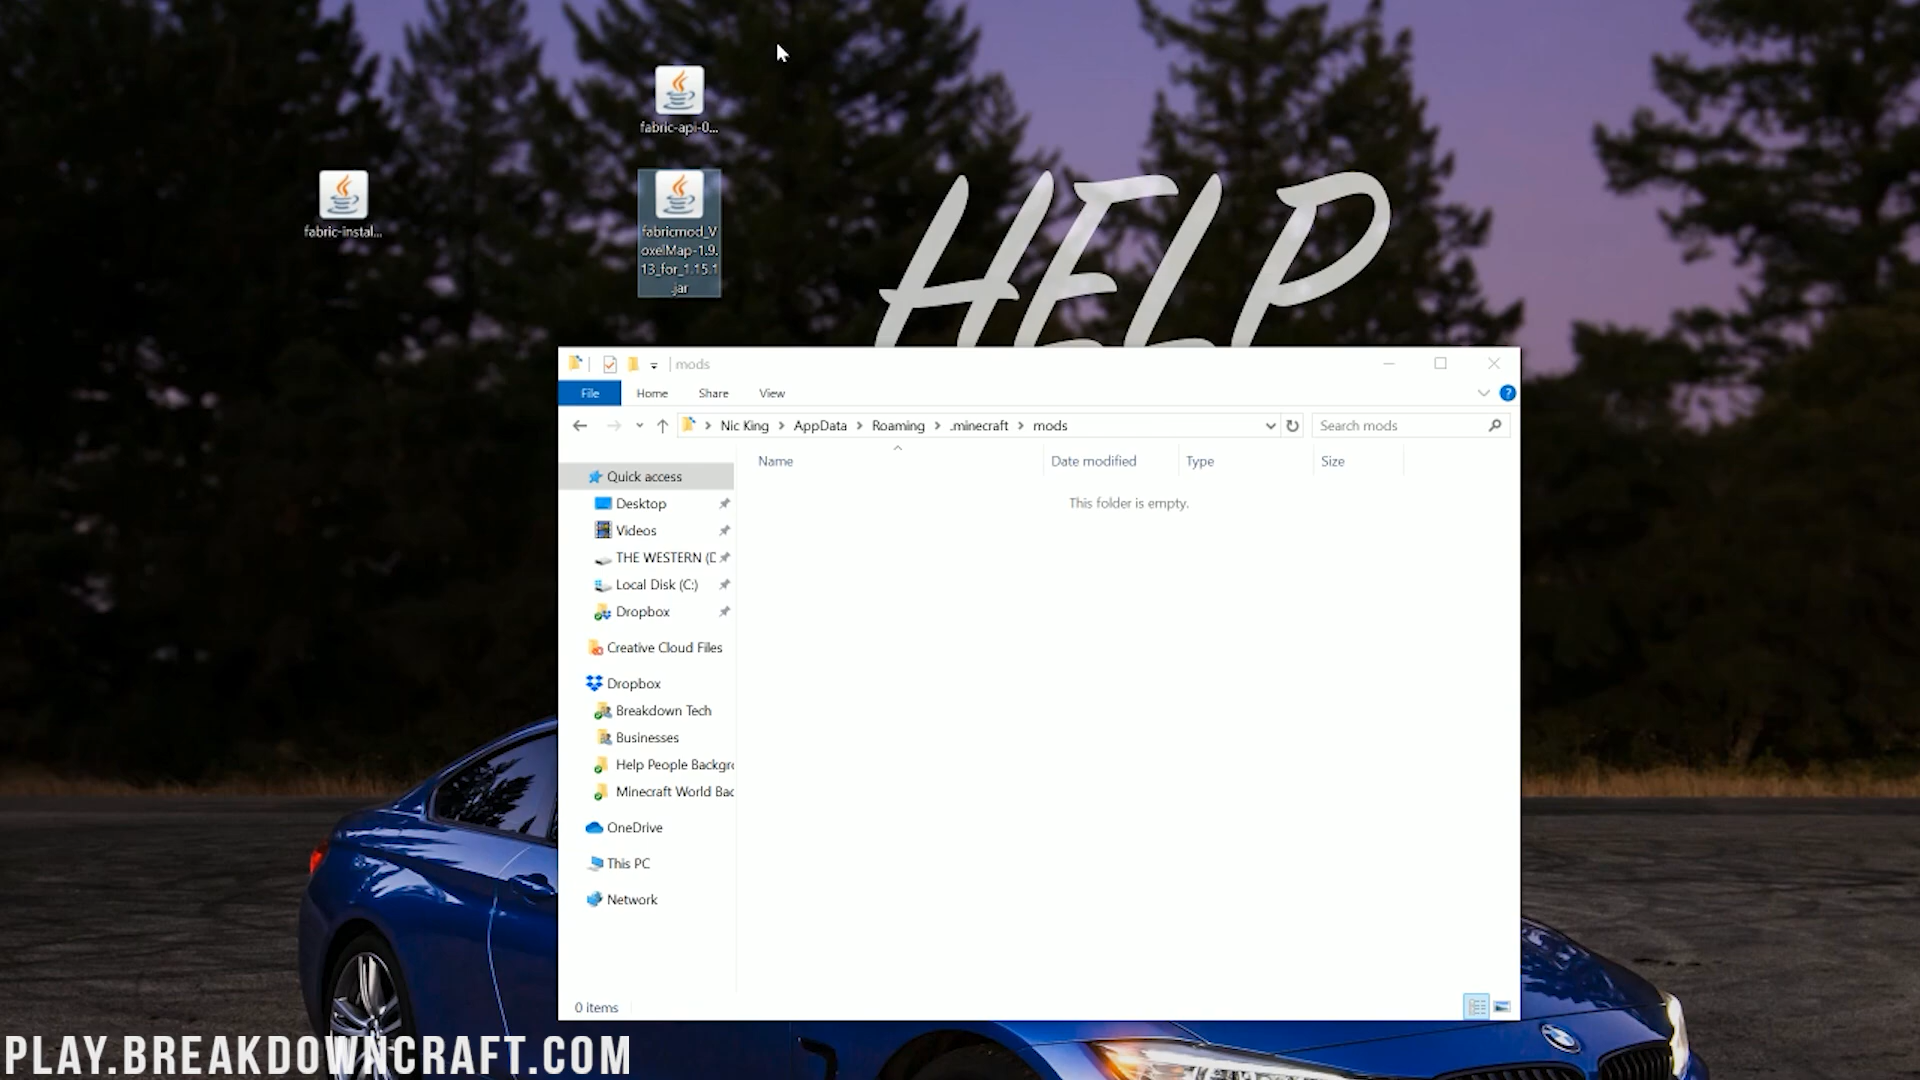 fabric-api-0...
fabric-instal...
fabricmod_V
oxelMap-1.9.
13_for_1.15.1
.jar
HELP
mods
File
Home
Share
View
?
Nic King
AppData
Roaming
.minecraft
mods
Search mods
Name
Date modified
Type
Size
This folder is empty.
Quick access
Desktop
Videos
THE WESTERN (D
Local Disk (C:)
Dropbox
Creative Cloud Files
Dropbox
Breakdown Tech
Businesses
Help People Backgro
Minecraft World Bac
OneDrive
This PC
Network
0 items
PLAY.BREAKDOWNCRAFT.COM